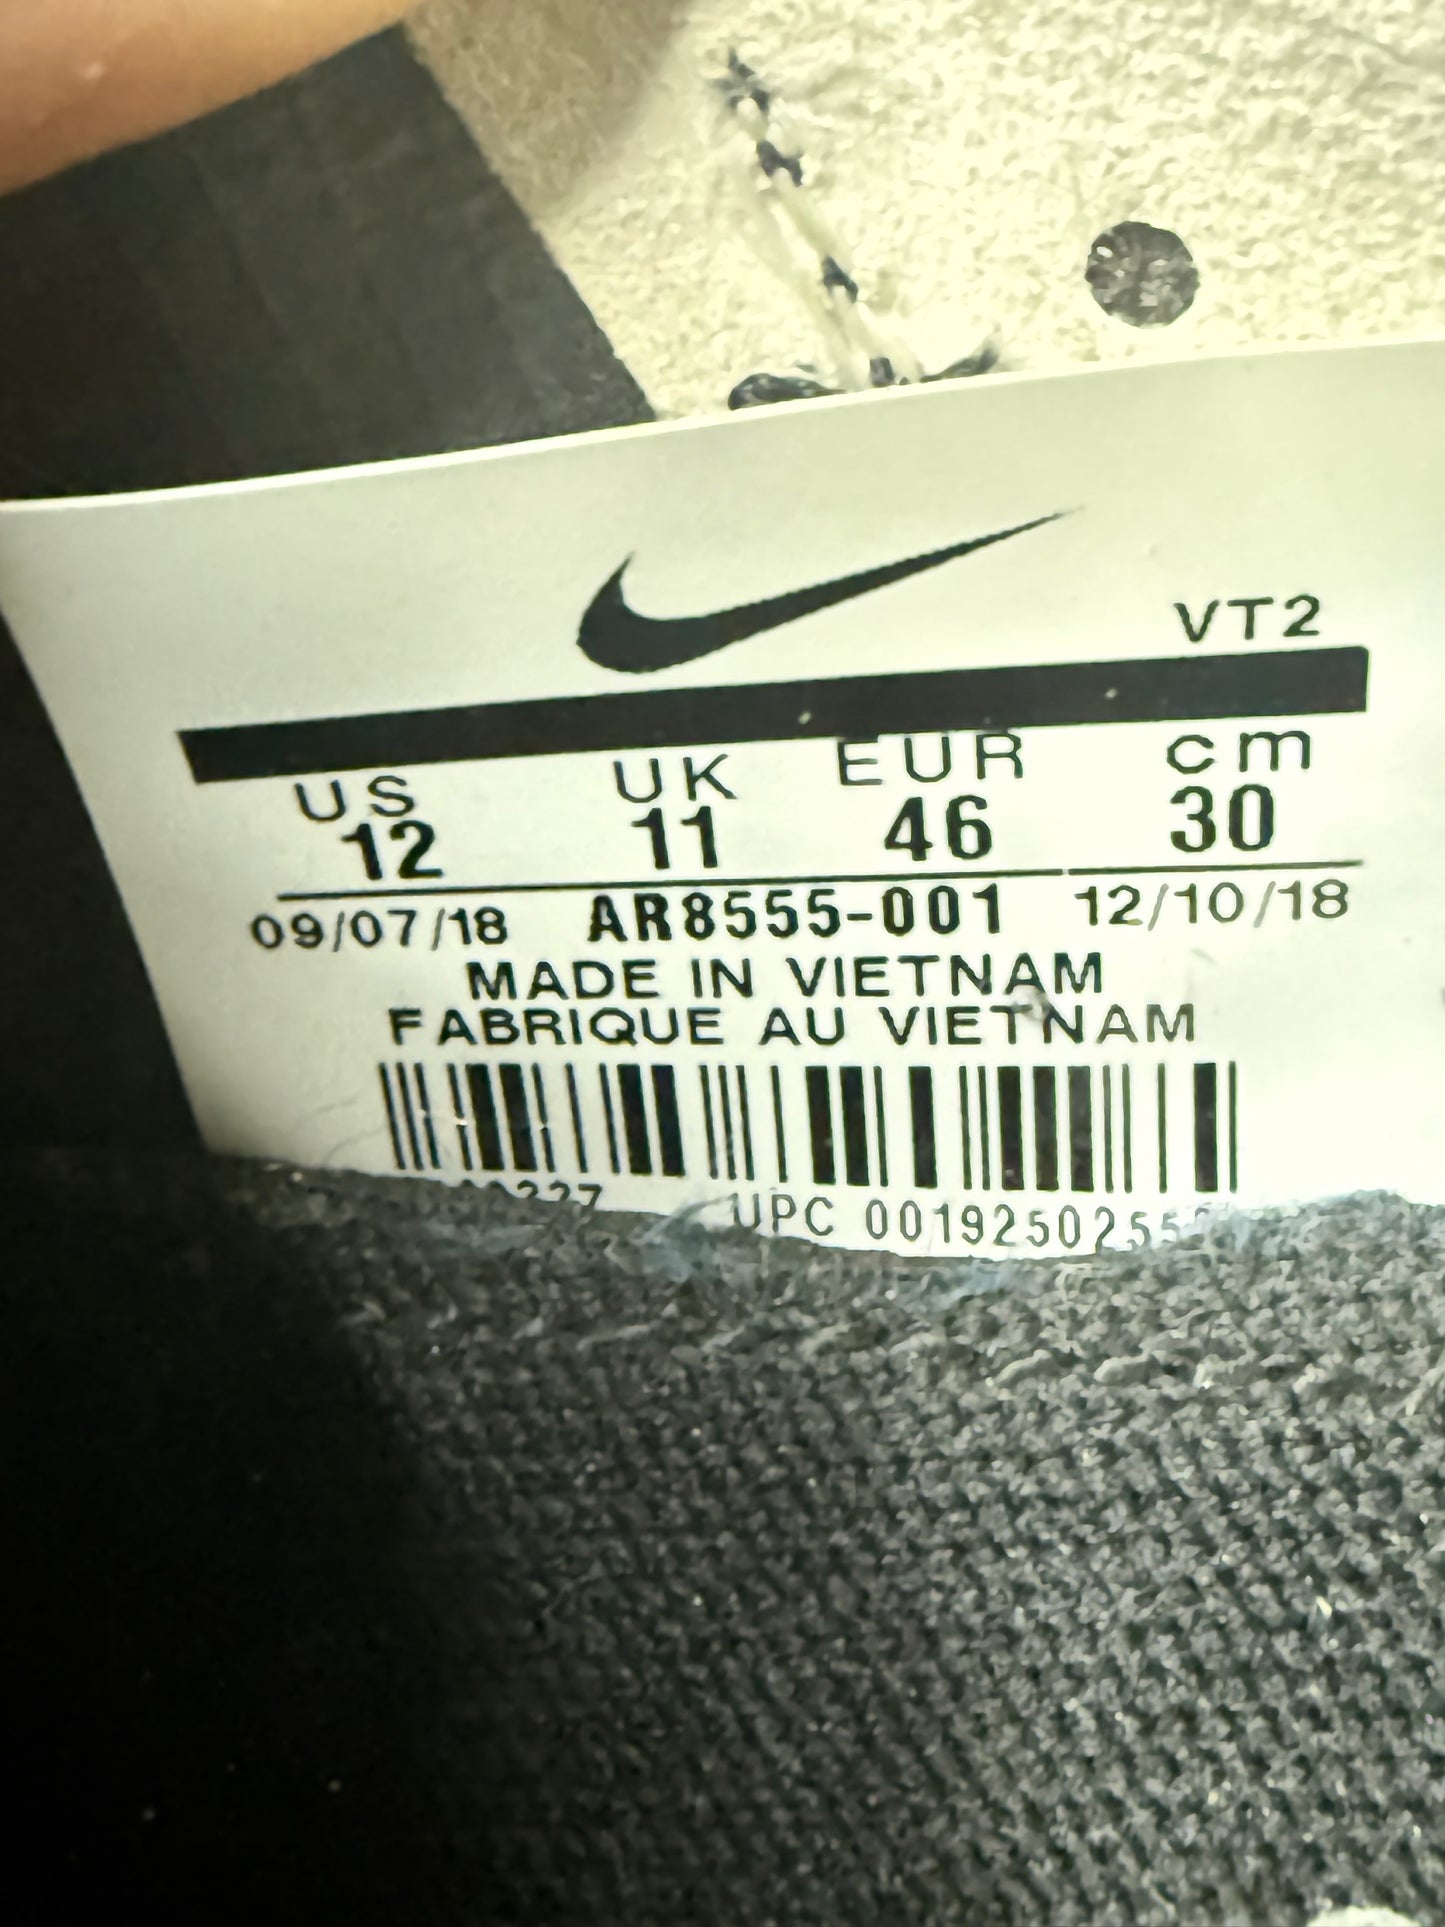 VT2
US UK EUR cm
12 11 46 30
09/07/18 AR8555-001 12/10/18
MADE IN VIETNAM
FABRIQUE AU VIETNAM
UPC